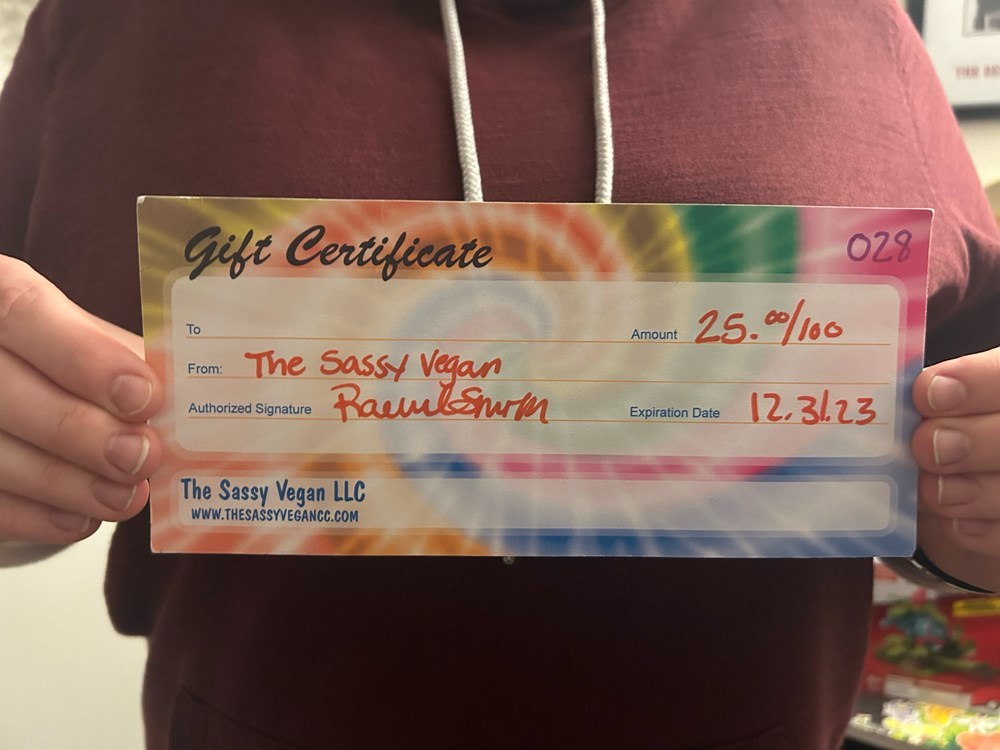 Gift Certificate
028
To
Amount 25.00/100
From: The Sassy Vegan
Authorized Signature
Expiration Date 12.31.23
The Sassy Vegan LLC
WWW.THESASSYVEGANCC.COM